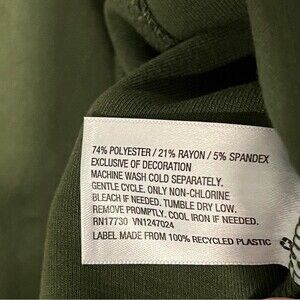 74% POLYESTER / 21% RAYON / 5% SPANDEX
EXCLUSIVE OF DECORATION
MACHINE WASH COLD SEPARATELY,
GENTLE CYCLE. ONLY NON-CHLORINE
BLEACH IF NEEDED. TUMBLE DRY LOW.
REMOVE PROMPTLY. COOL IRON IF NEEDED.
RN17730 VN1247024
LABEL MADE FROM 100% RECYCLED PLASTIC